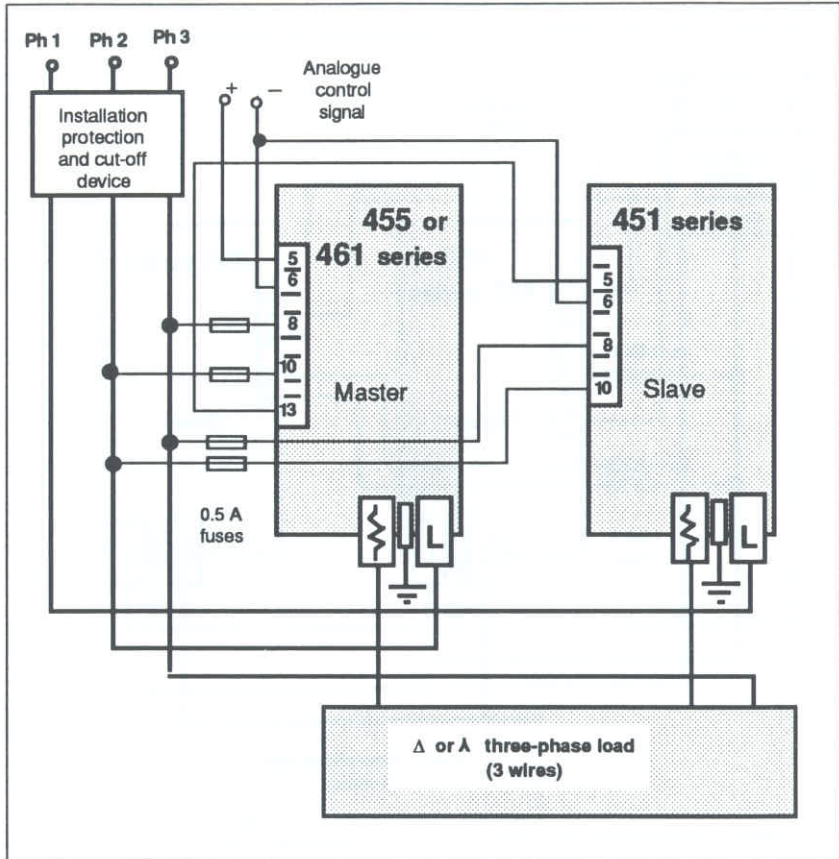 Ph 1 Ph 2 Ph 3
+ − Analogue
control
signal
Installation
protection
and cut-off
device
455 or
461 series
451 series
5
6
8
10
13
5
6
8
10
Master
Slave
0.5 A
fuses
L
L
Δ or ⅄ three-phase load
(3 wires)